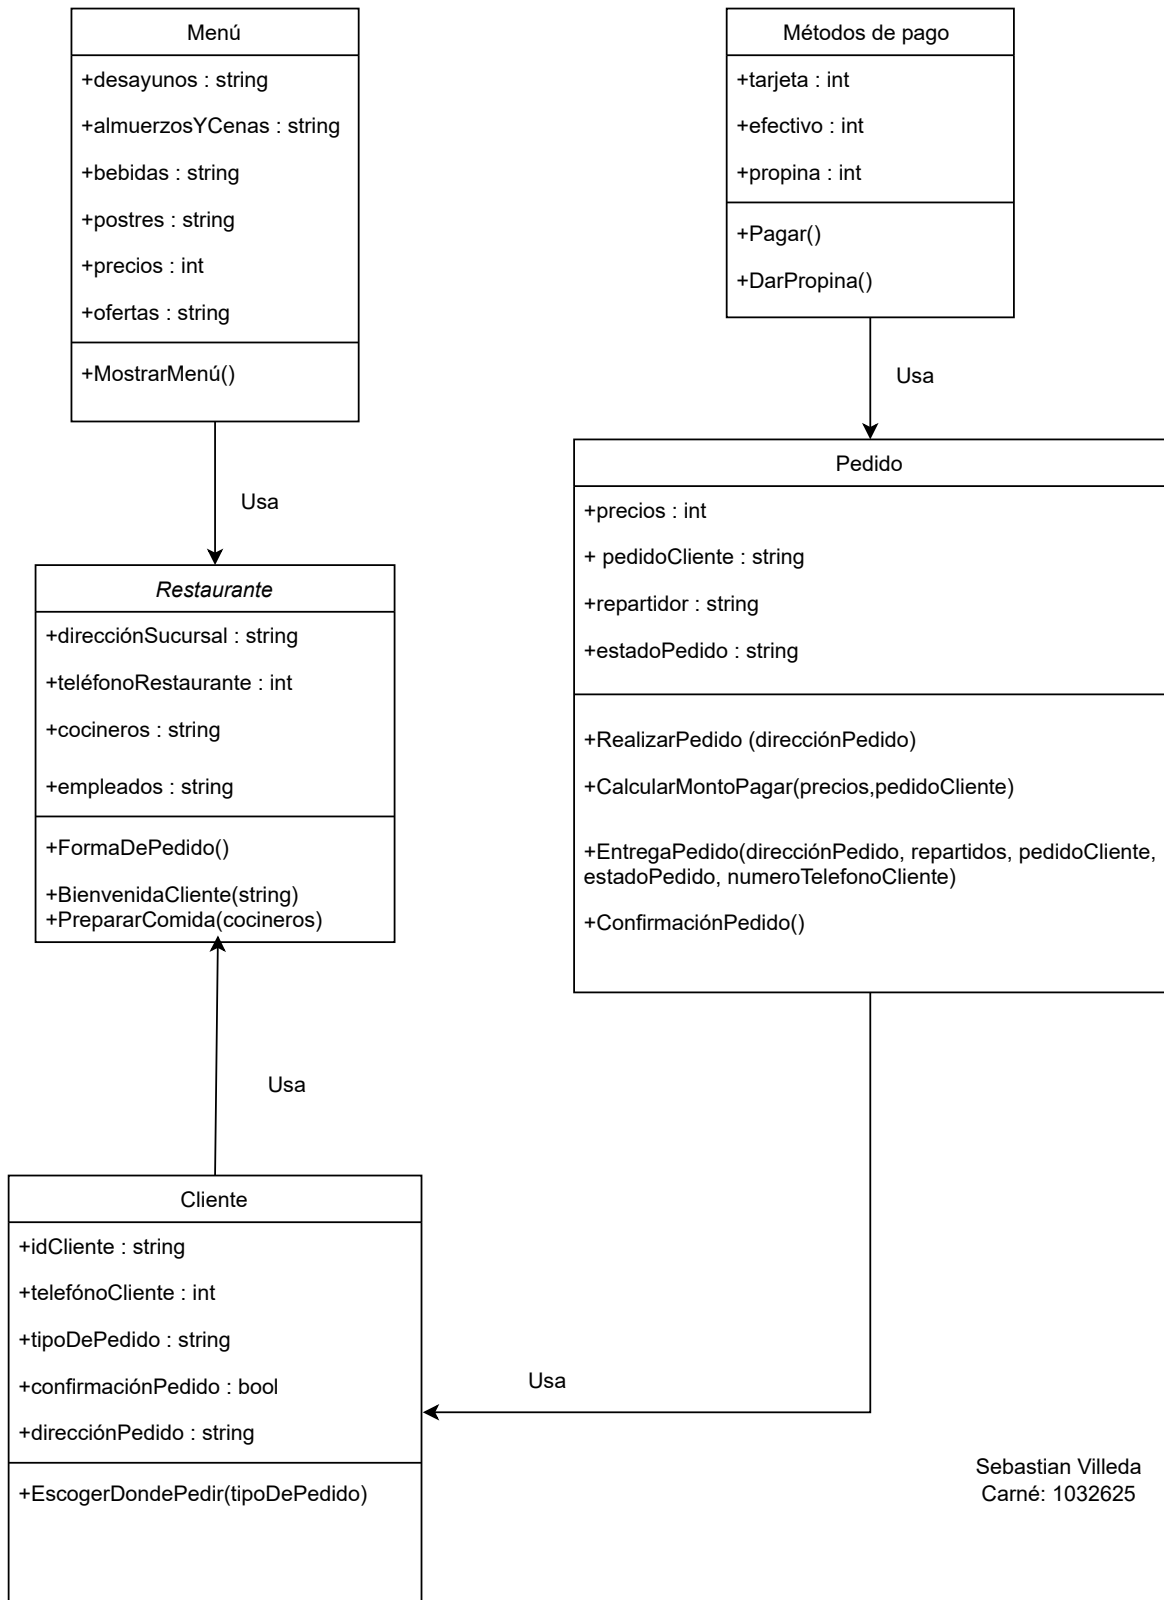 Menú
+desayunos : string
+almuerzosYCenas : string
+bebidas : string
+postres : string
+precios : int
+ofertas : string
+MostrarMenú()
Usa
Métodos de pago
+tarjeta : int
+efectivo : int
+propina : int
+Pagar()
+DarPropina()
Usa
Restaurante
+direcciónSucursal : string
+teléfonoRestaurante : int
+cocineros : string
+empleados : string
+FormaDePedido()
+BienvenidaCliente(string)
+PrepararComida(cocineros)
Usa
Pedido
+precios : int
+ pedidoCliente : string
+repartidor : string
+estadoPedido : string
+RealizarPedido (direcciónPedido)
+CalcularMontoPagar(precios,pedidoCliente)
+EntregaPedido(direcciónPedido, repartidos, pedidoCliente,
estadoPedido, numeroTelefonoCliente)
+ConfirmaciónPedido()
Usa
Cliente
+idCliente : string
+telefónoCliente : int
+tipoDePedido : string
+confirmaciónPedido : bool
+direcciónPedido : string
+EscogerDondePedir(tipoDePedido)
Sebastian Villeda
Carné: 1032625